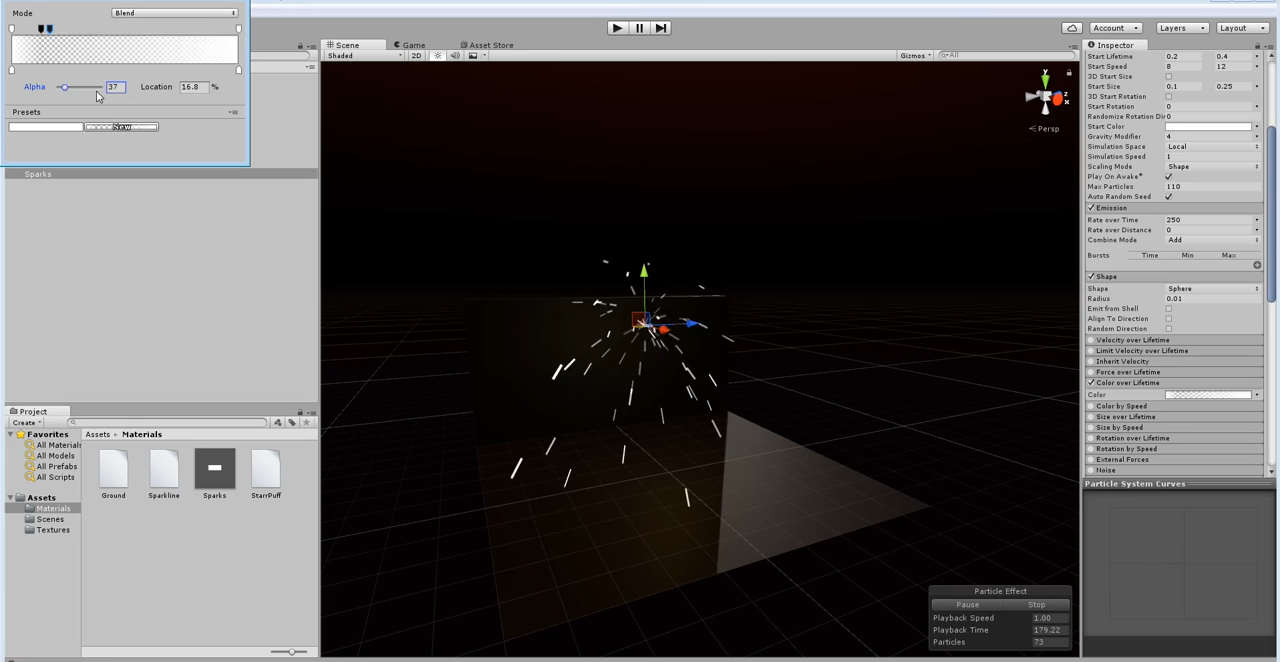 Mode Blend
Alpha 37 Location 16.8 %
Presets
New
Account Layers Layout
Scene Game Asset Store
Shaded 2D Gizmos All
y
z
Persp
Sparks
Inspector
Start Lifetime 0.2 0.4
Start Speed 8 12
3D Start Size
Start Size 0.1 0.25
3D Start Rotation
Start Rotation 0
Randomize Rotation Dir 0
Start Color
Gravity Modifier 4
Simulation Space Local
Simulation Speed 1
Scaling Mode Shape
Play On Awake*
Max Particles 110
Auto Random Seed
Emission
Rate over Time 250
Rate over Distance 0
Combine Mode Add
Bursts Time Min Max
Shape
Shape Sphere
Radius 0.01
Emit from Shell
Align To Direction
Random Direction
Velocity over Lifetime
Limit Velocity over Lifetime
Inherit Velocity
Force over Lifetime
Color over Lifetime
Color
Color by Speed
Size over Lifetime
Size by Speed
Rotation over Lifetime
Rotation by Speed
External Forces
Noise
Particle System Curves
Project
Create
Favorites
All Materials
All Models
All Prefabs
All Scripts
Assets
Materials
Scenes
Textures
Assets Materials
Ground Sparkline Sparks StarrPuff
Particle Effect
Pause Stop
Playback Speed 1.00
Playback Time 179.22
Particles 73